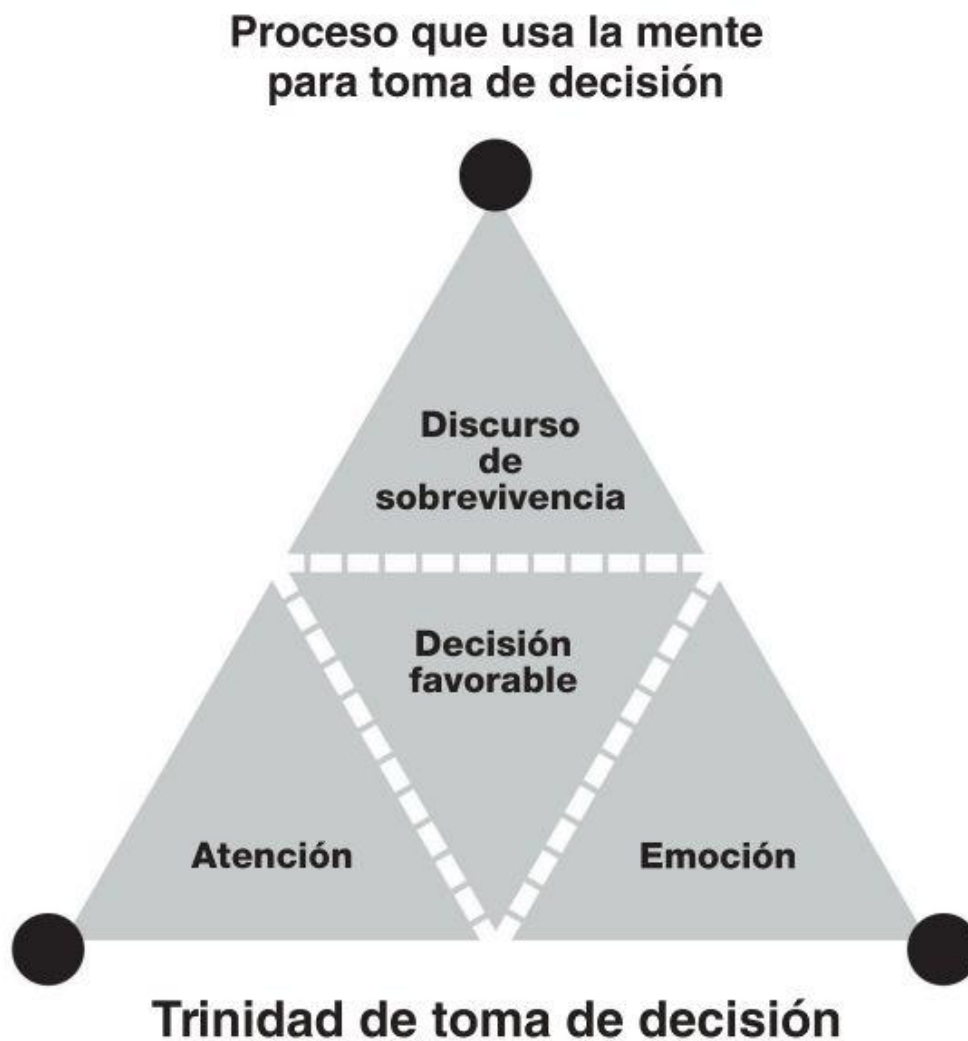 Proceso que usa la mente
para toma de decisión
Discurso
de
sobrevivencia
Decisión
favorable
Atención
Emoción
Trinidad de toma de decisión